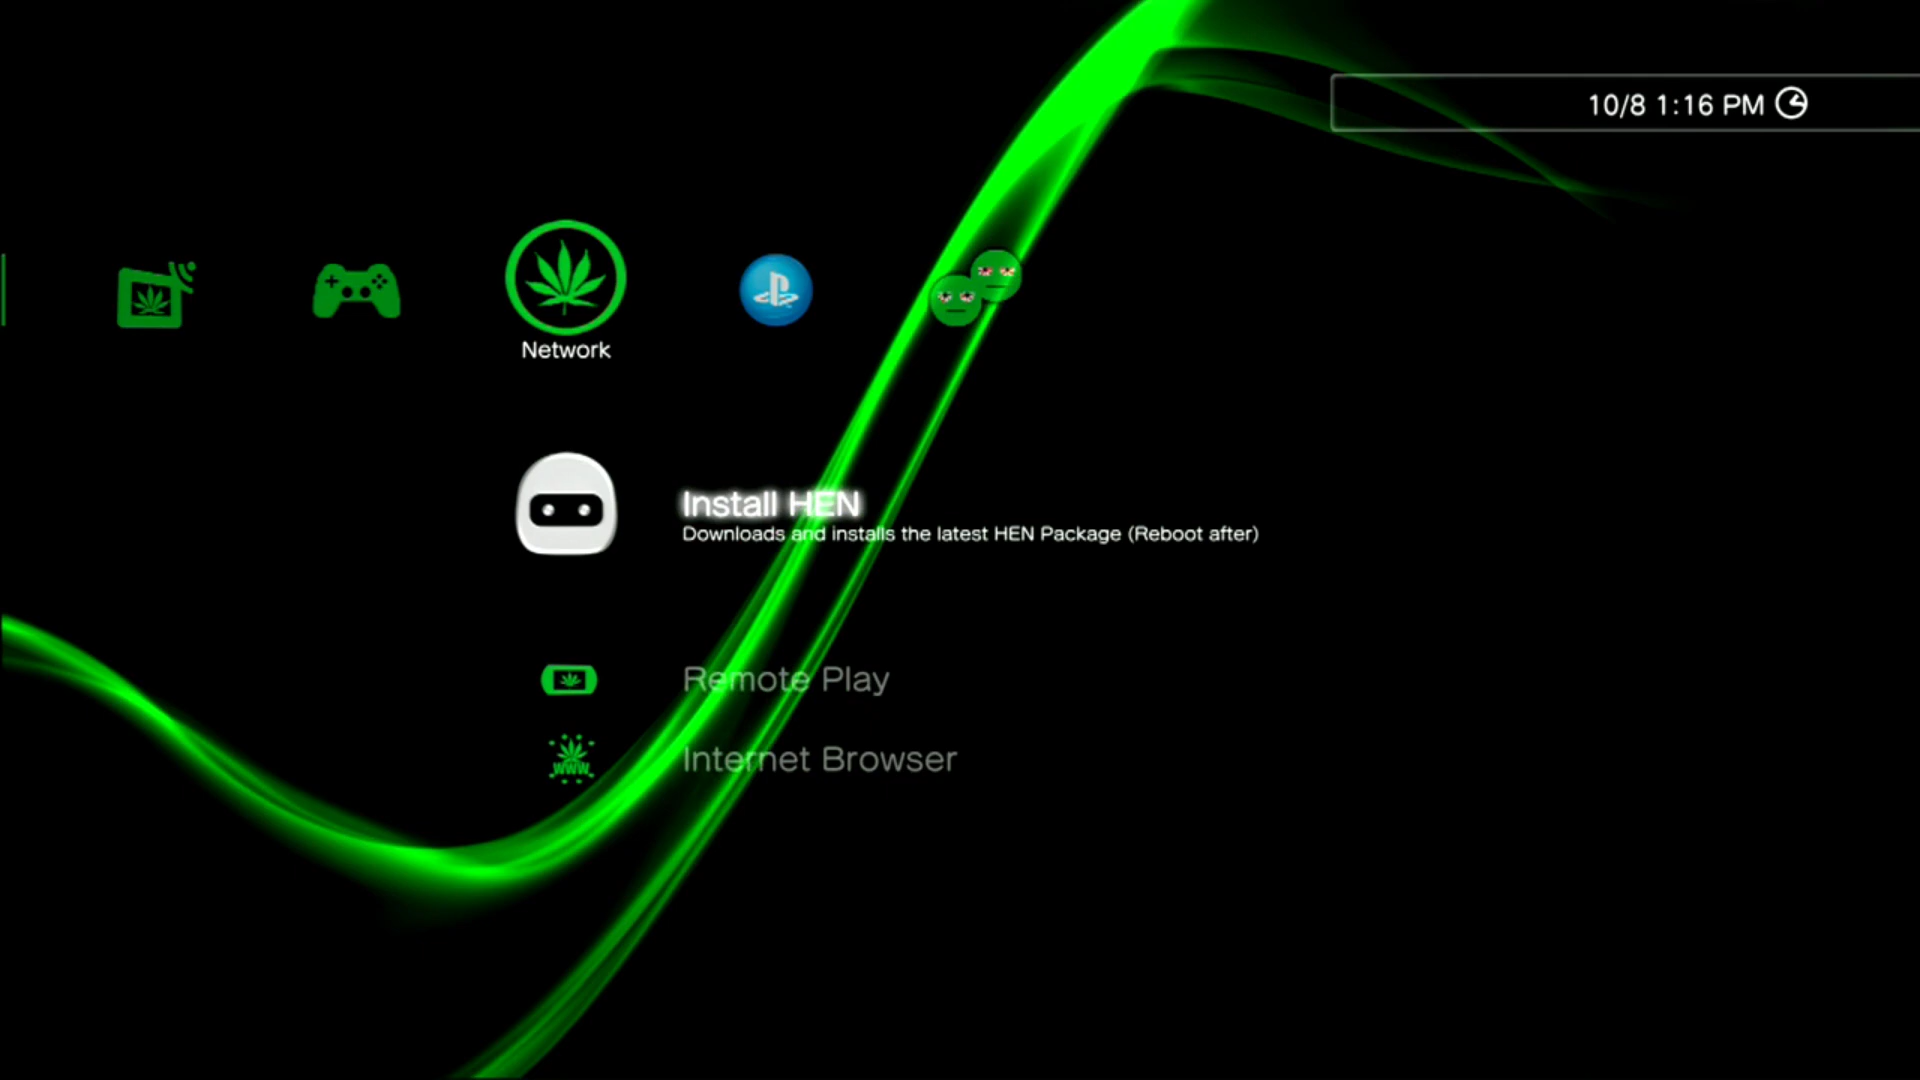 10/8 1:16 PM
Network
Install HEN
Downloads and installs the latest HEN Package (Reboot after)
Remote Play
WWW
Internet Browser